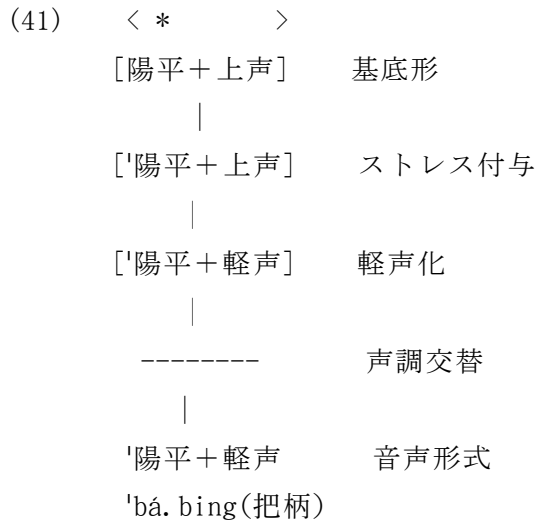 (41)　　< *　　　>
[陽平＋上声]　　基底形
|
['陽平＋上声]　　ストレス付与
|
['陽平＋軽声]　　軽声化
|
--------　　声調交替
|
'陽平＋軽声　　音声形式
'bá.bing(把柄)